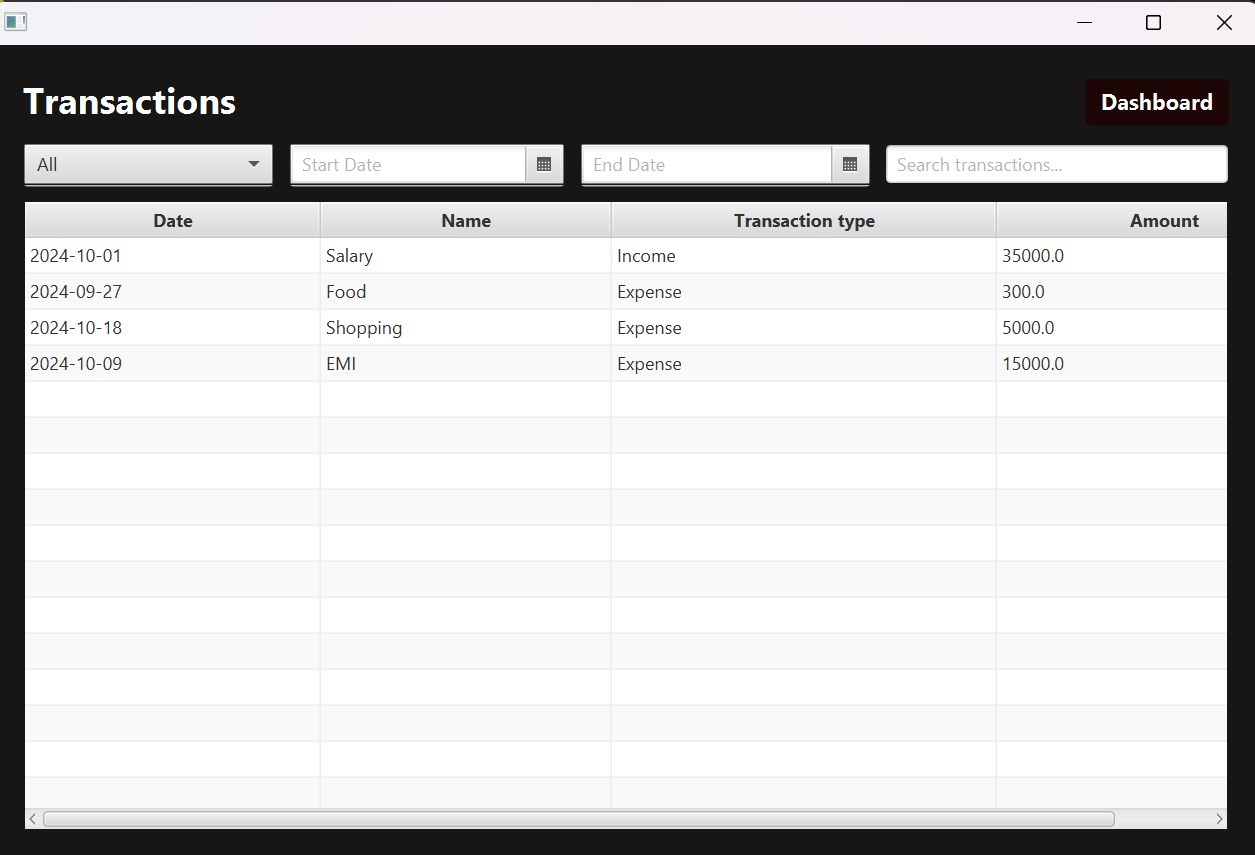 Transactions Dashboard
All Start Date End Date Search transactions...
Date Name Transaction type Amount
2024-10-01 Salary Income 35000.0
2024-09-27 Food Expense 300.0
2024-10-18 Shopping Expense 5000.0
2024-10-09 EMI Expense 15000.0